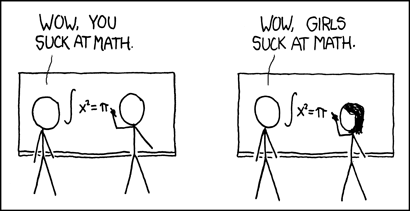 WOW, YOU
SUCK AT MATH.
∫ x² = π
WOW, GIRLS
SUCK AT MATH.
∫ x² = π